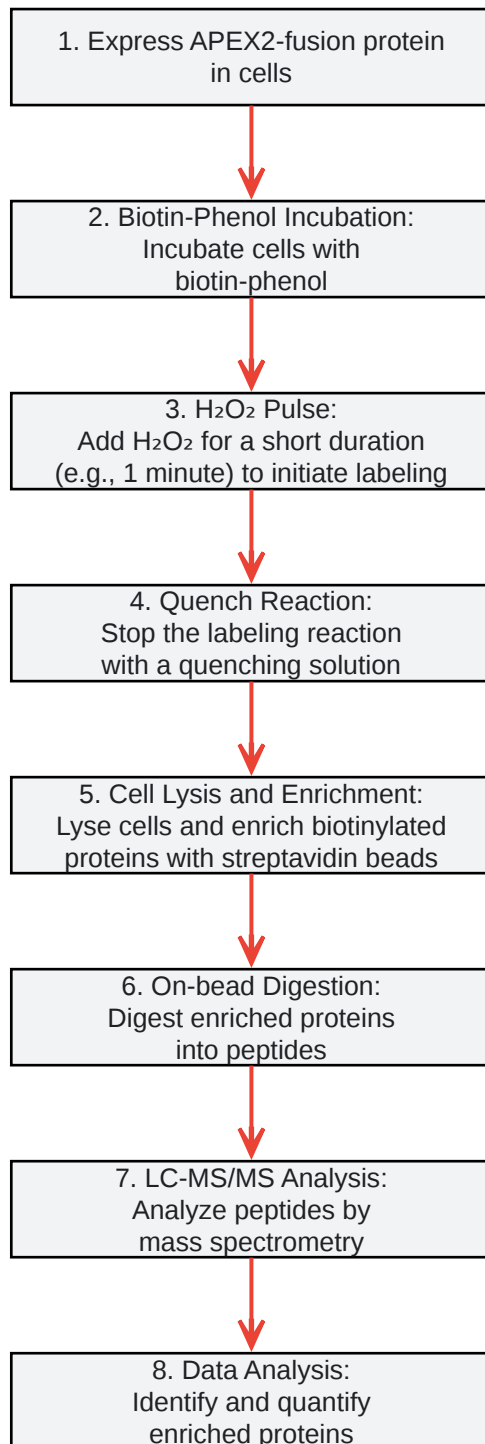 1. Express APEX2-fusion protein
in cells
2. Biotin-Phenol Incubation:
Incubate cells with
biotin-phenol
3. H₂O₂ Pulse:
Add H₂O₂ for a short duration
(e.g., 1 minute) to initiate labeling
4. Quench Reaction:
Stop the labeling reaction
with a quenching solution
5. Cell Lysis and Enrichment:
Lyse cells and enrich biotinylated
proteins with streptavidin beads
6. On-bead Digestion:
Digest enriched proteins
into peptides
7. LC-MS/MS Analysis:
Analyze peptides by
mass spectrometry
8. Data Analysis:
Identify and quantify
enriched proteins